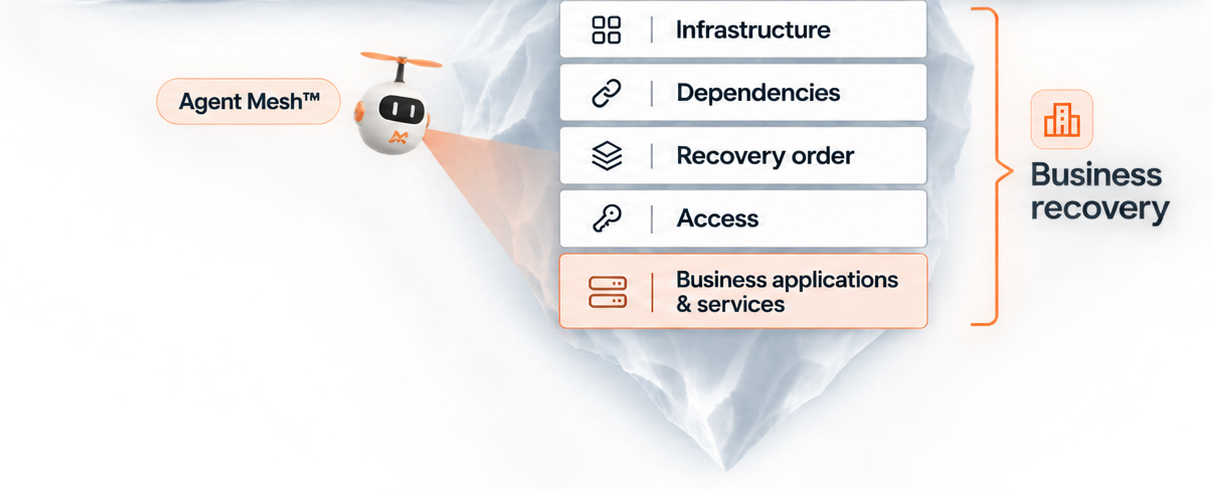 Infrastructure
Agent Mesh™
Dependencies
Recovery order
Access
Business applications
& services
Business
recovery